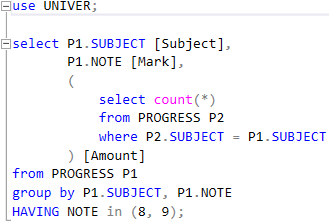 use UNIVER;
select P1.SUBJECT [Subject],
P1.NOTE [Mark],
(
select count(*)
from PROGRESS P2
where P2.SUBJECT = P1.SUBJECT
) [Amount]
from PROGRESS P1
group by P1.SUBJECT, P1.NOTE
HAVING NOTE in (8, 9);